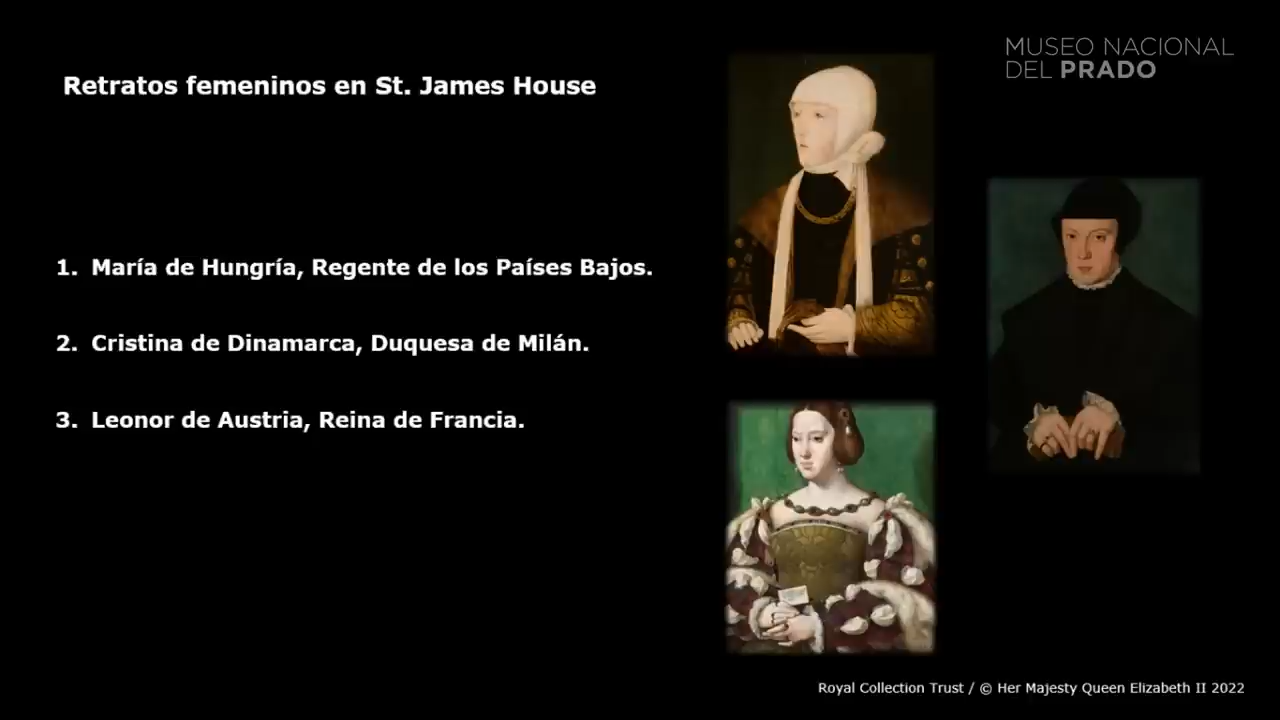 MUSEO NACIONAL
DEL PRADO
Retratos femeninos en St. James House
1. María de Hungría, Regente de los Países Bajos.
2. Cristina de Dinamarca, Duquesa de Milán.
3. Leonor de Austria, Reina de Francia.
Royal Collection Trust / © Her Majesty Queen Elizabeth II 2022